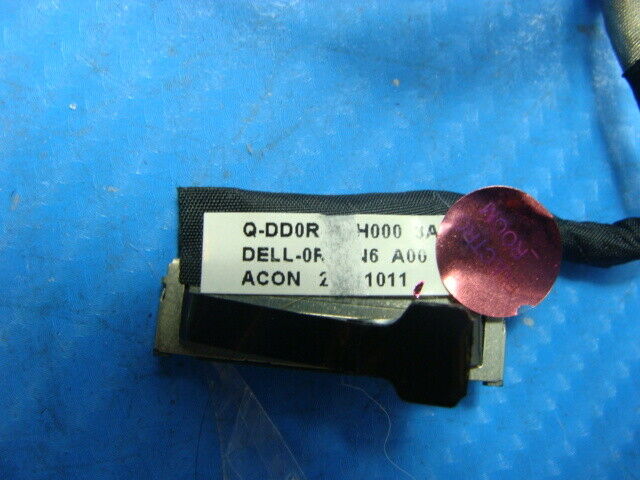 Q-DD0R H000 3A
DELL-0R N6 A00
ACON 2 1011